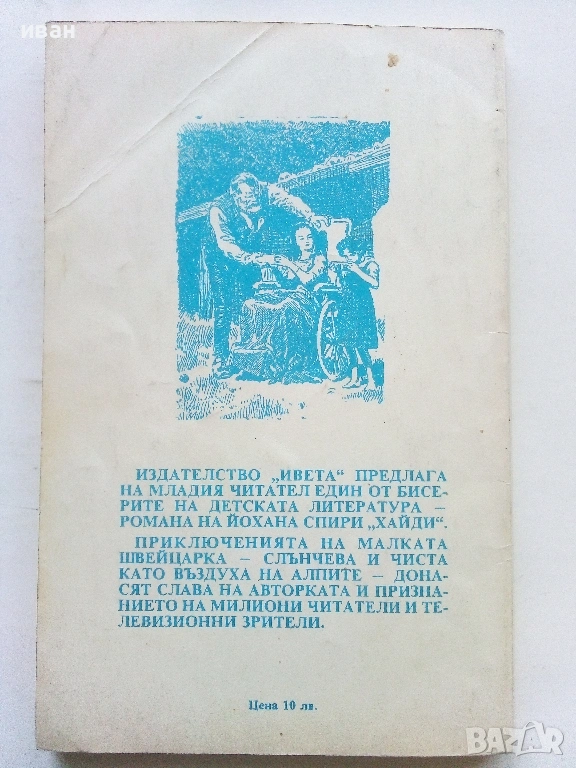 иван
ИЗДАТЕЛСТВО „ИВЕТА“ ПРЕДЛАГА
НА МЛАДИЯ ЧИТАТЕЛ ЕДИН ОТ БИСЕ-
РИТЕ НА ДЕТСКАТА ЛИТЕРАТУРА –
РОМАНА НА ЙОХАНА СПИРИ „ХАЙДИ“.
ПРИКЛЮЧЕНИЯТА НА МАЛКАТА
ШВЕЙЦАРКА – СЛЪНЧЕВА И ЧИСТА
КАТО ВЪЗДУХА НА АЛПИТЕ – ДОНА-
СЯТ СЛАВА НА АВТОРКАТА И ПРИЗНА-
НИЕТО НА МИЛИОНИ ЧИТАТЕЛИ И ТЕ-
ЛЕВИЗИОННИ ЗРИТЕЛИ.
Цена 10 лв.
BAZAR